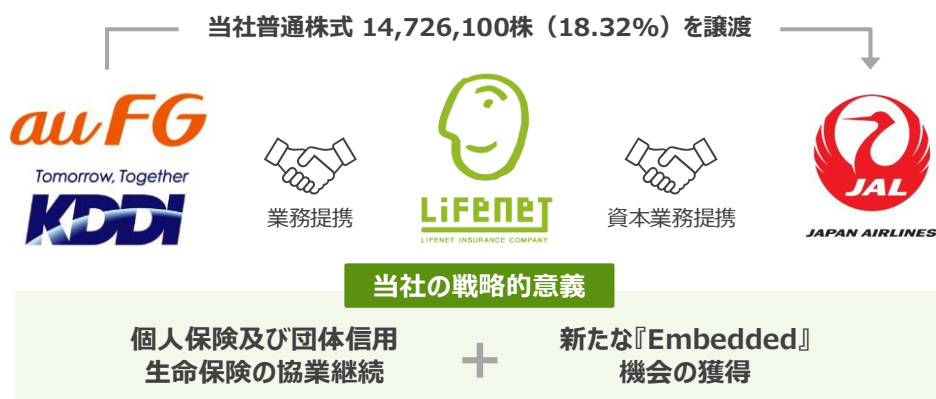 当社普通株式 14,726,100株（18.32%）を譲渡
au FG
Tomorrow, Together
KDDI
業務提携
LIFENET
LIFENET INSURANCE COMPANY
資本業務提携
JAL
JAPAN AIRLINES
当社の戦略的意義
個人保険及び団体信用
生命保険の協業継続
+
新たな『Embedded』
機会の獲得